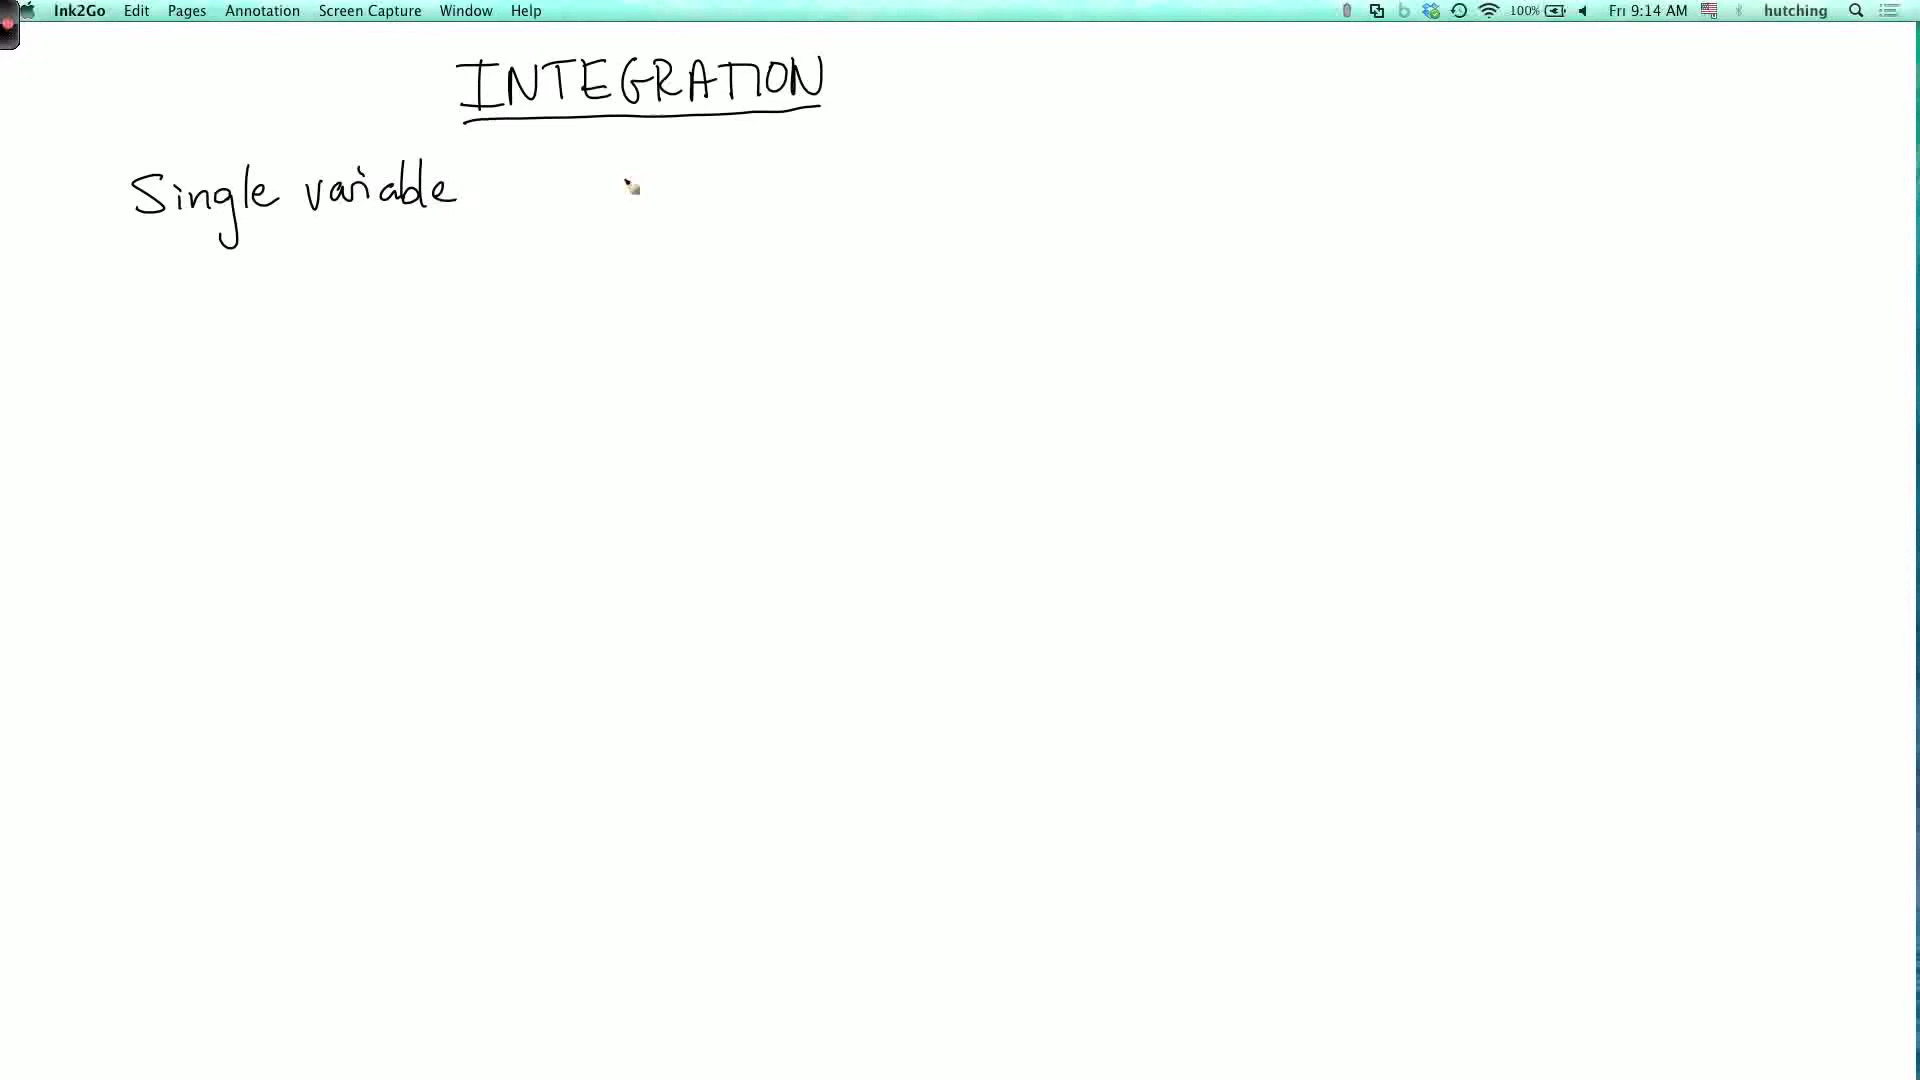 Ink2Go Edit Pages Annotation Screen Capture Window Help 100% Fri 9:14 AM hutching
INTEGRATION
Single variable